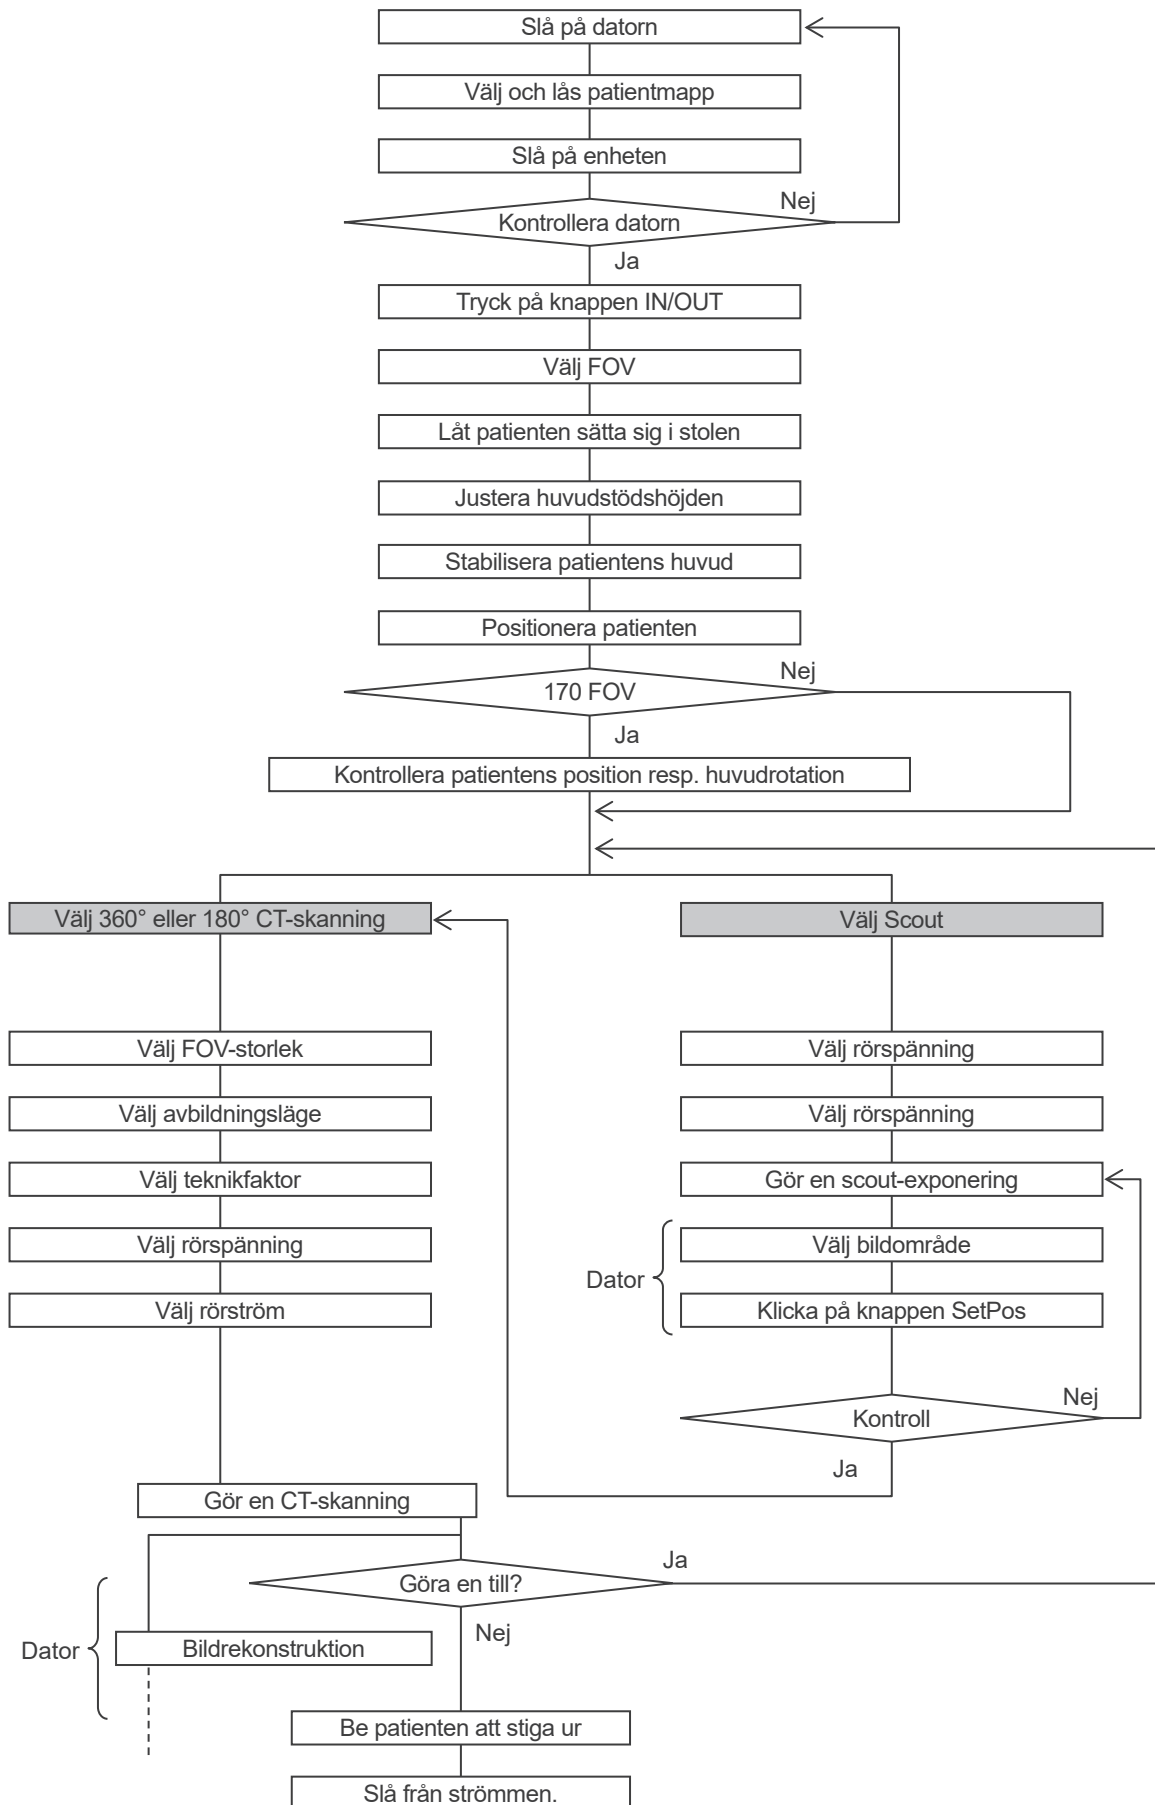 Slå på datorn
Välj och lås patientmapp
Slå på enheten
Nej
Kontrollera datorn
Ja
Tryck på knappen IN/OUT
Välj FOV
Låt patienten sätta sig i stolen
Justera huvudstödshöjden
Stabilisera patientens huvud
Positionera patienten
Nej
170 FOV
Ja
Kontrollera patientens position resp. huvudrotation
Välj 360° eller 180° CT-skanning
Välj FOV-storlek
Välj avbildningsläge
Välj teknikfaktor
Välj rörspänning
Välj rörström
Välj Scout
Välj rörspänning
Välj rörspänning
Gör en scout-exponering
Välj bildområde
Dator
Klicka på knappen SetPos
Nej
Kontroll
Ja
Gör en CT-skanning
Ja
Göra en till?
Nej
Dator
Bildrekonstruktion
Be patienten att stiga ur
Slå från strömmen.